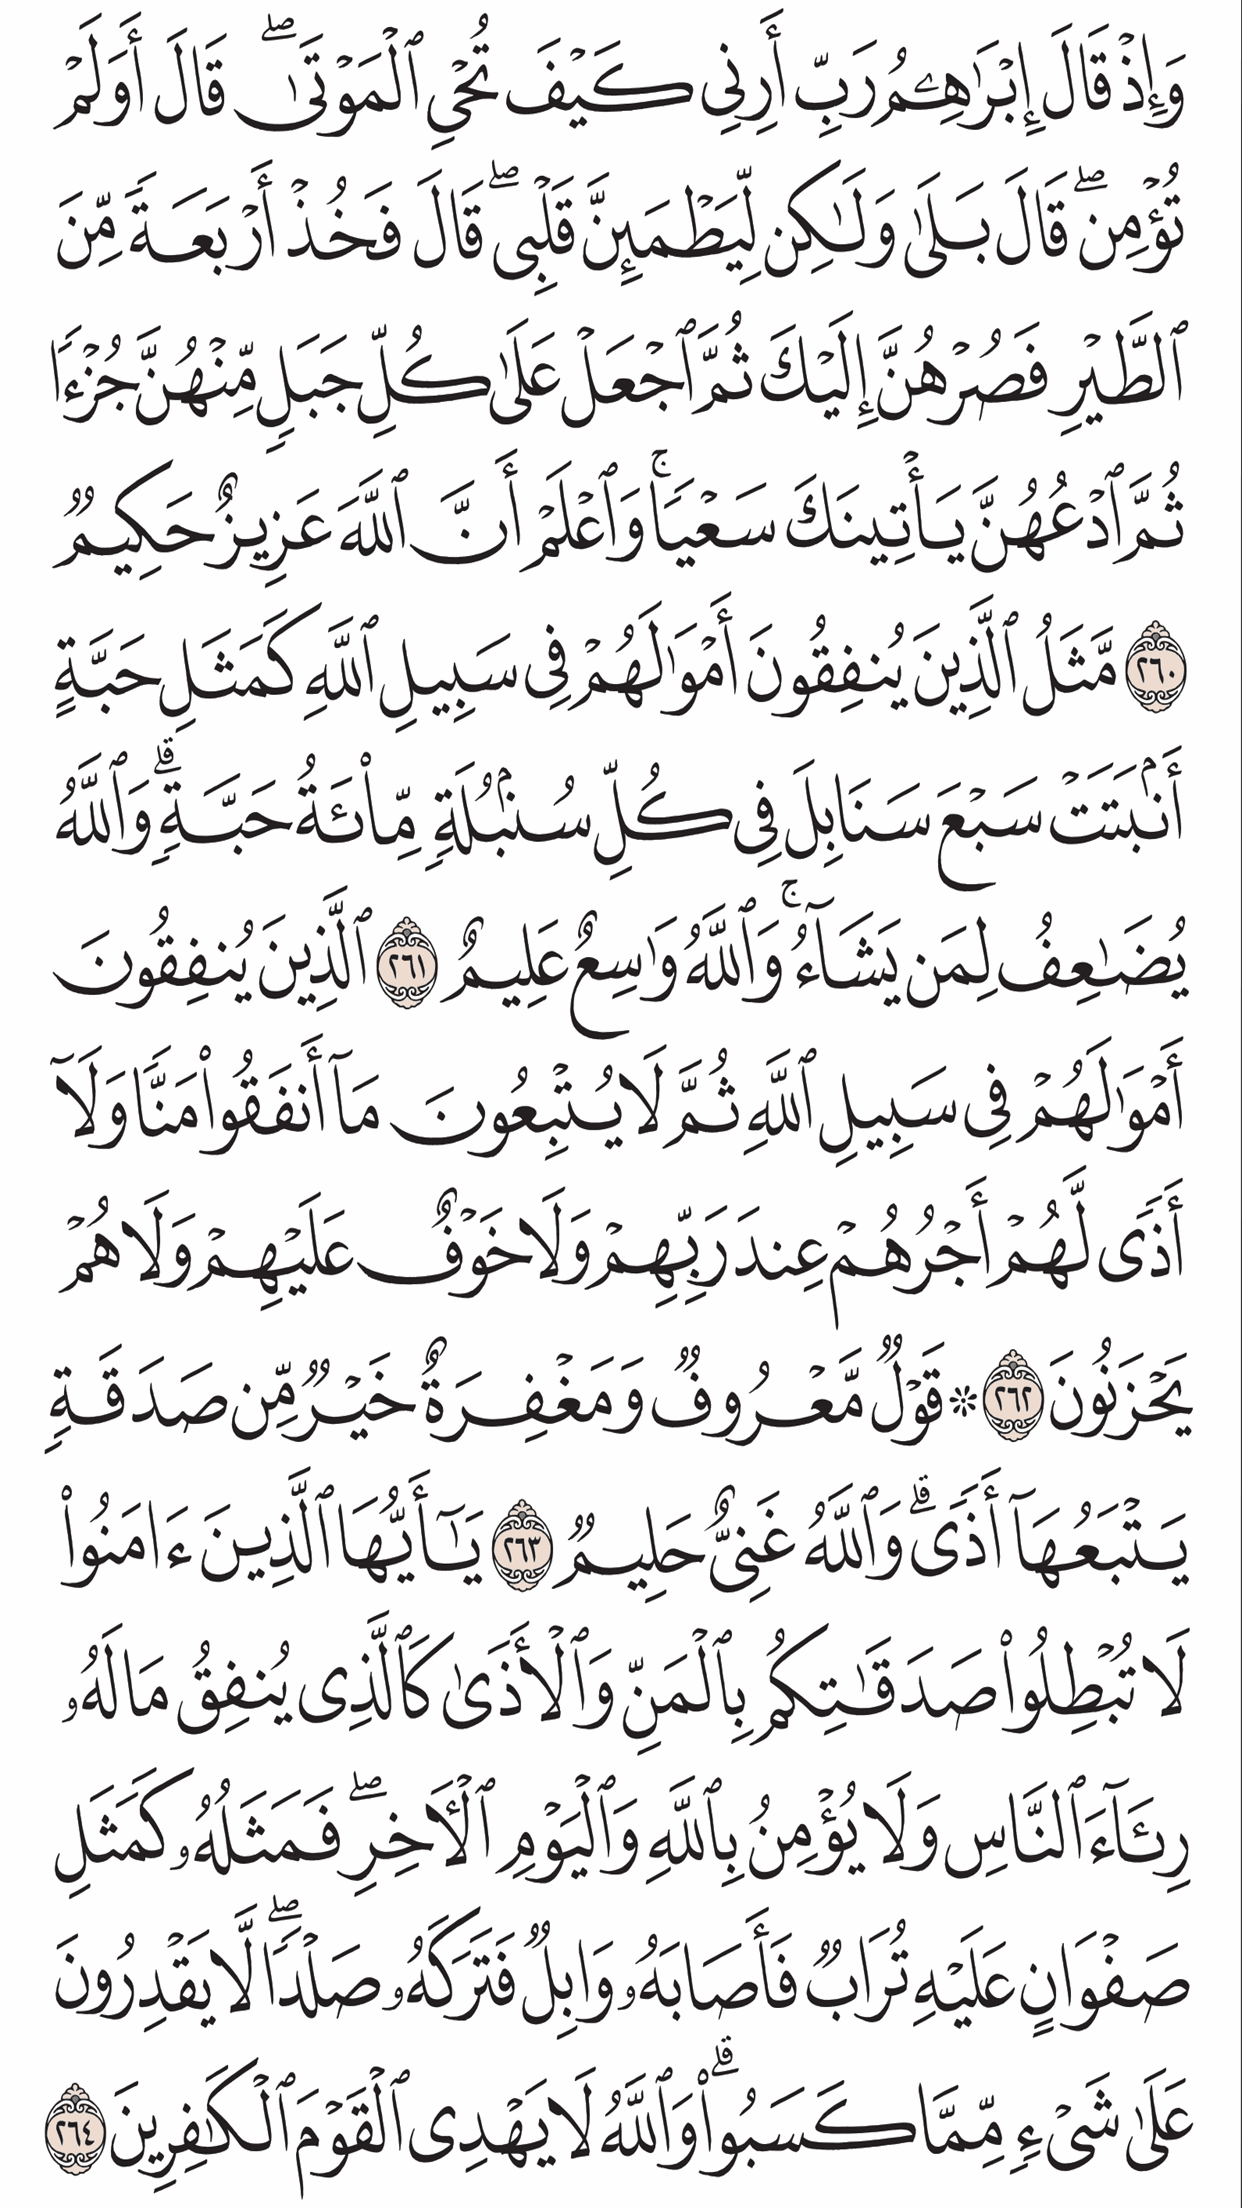 وَإِذْ قَالَ إِبْرَٰهِـۧمُ رَبِّ أَرِنِى كَيْفَ تُحْىِ ٱلْمَوْتَىٰ ۖ قَالَ أَوَلَمْ
تُؤْمِن ۖ قَالَ بَلَىٰ وَلَـٰكِن لِّيَطْمَئِنَّ قَلْبِى ۖ قَالَ فَخُذْ أَرْبَعَةً مِّنَ
ٱلطَّيْرِ فَصُرْهُنَّ إِلَيْكَ ثُمَّ ٱجْعَلْ عَلَىٰ كُلِّ جَبَلٍ مِّنْهُنَّ جُزْءًا
ثُمَّ ٱدْعُهُنَّ يَأْتِينَكَ سَعْيًا ۚ وَٱعْلَمْ أَنَّ ٱللَّهَ عَزِيزٌ حَكِيمٌ
٢٦٠ مَّثَلُ ٱلَّذِينَ يُنفِقُونَ أَمْوَٰلَهُمْ فِى سَبِيلِ ٱللَّهِ كَمَثَلِ حَبَّةٍ
أَنۢبَتَتْ سَبْعَ سَنَابِلَ فِى كُلِّ سُنۢبُلَةٍ مِّا۟ئَةُ حَبَّةٍ ۗ وَٱللَّهُ
يُضَـٰعِفُ لِمَن يَشَآءُ ۚ وَٱللَّهُ وَٰسِعٌ عَلِيمٌ ٢٦١ ٱلَّذِينَ يُنفِقُونَ
أَمْوَٰلَهُمْ فِى سَبِيلِ ٱللَّهِ ثُمَّ لَا يُتْبِعُونَ مَآ أَنفَقُوا۟ مَنًّا وَلَآ
أَذًى لَّهُمْ أَجْرُهُمْ عِندَ رَبِّهِمْ وَلَا خَوْفٌ عَلَيْهِمْ وَلَا هُمْ
يَحْزَنُونَ ٢٦٢ ۞ قَوْلٌ مَّعْرُوفٌ وَمَغْفِرَةٌ خَيْرٌ مِّن صَدَقَةٍ
يَتْبَعُهَآ أَذًى ۗ وَٱللَّهُ غَنِىٌّ حَلِيمٌ ٢٦٣ يَـٰٓأَيُّهَا ٱلَّذِينَ ءَامَنُوا۟
لَا تُبْطِلُوا۟ صَدَقَـٰتِكُم بِٱلْمَنِّ وَٱلْأَذَىٰ كَٱلَّذِى يُنفِقُ مَالَهُۥ
رِئَآءَ ٱلنَّاسِ وَلَا يُؤْمِنُ بِٱللَّهِ وَٱلْيَوْمِ ٱلْـَٔاخِرِ ۖ فَمَثَلُهُۥ كَمَثَلِ
صَفْوَانٍ عَلَيْهِ تُرَابٌ فَأَصَابَهُۥ وَابِلٌ فَتَرَكَهُۥ صَلْدًا ۖ لَّا يَقْدِرُونَ
عَلَىٰ شَىْءٍ مِّمَّا كَسَبُوا۟ ۗ وَٱللَّهُ لَا يَهْدِى ٱلْقَوْمَ ٱلْكَـٰفِرِينَ ٢٦٤